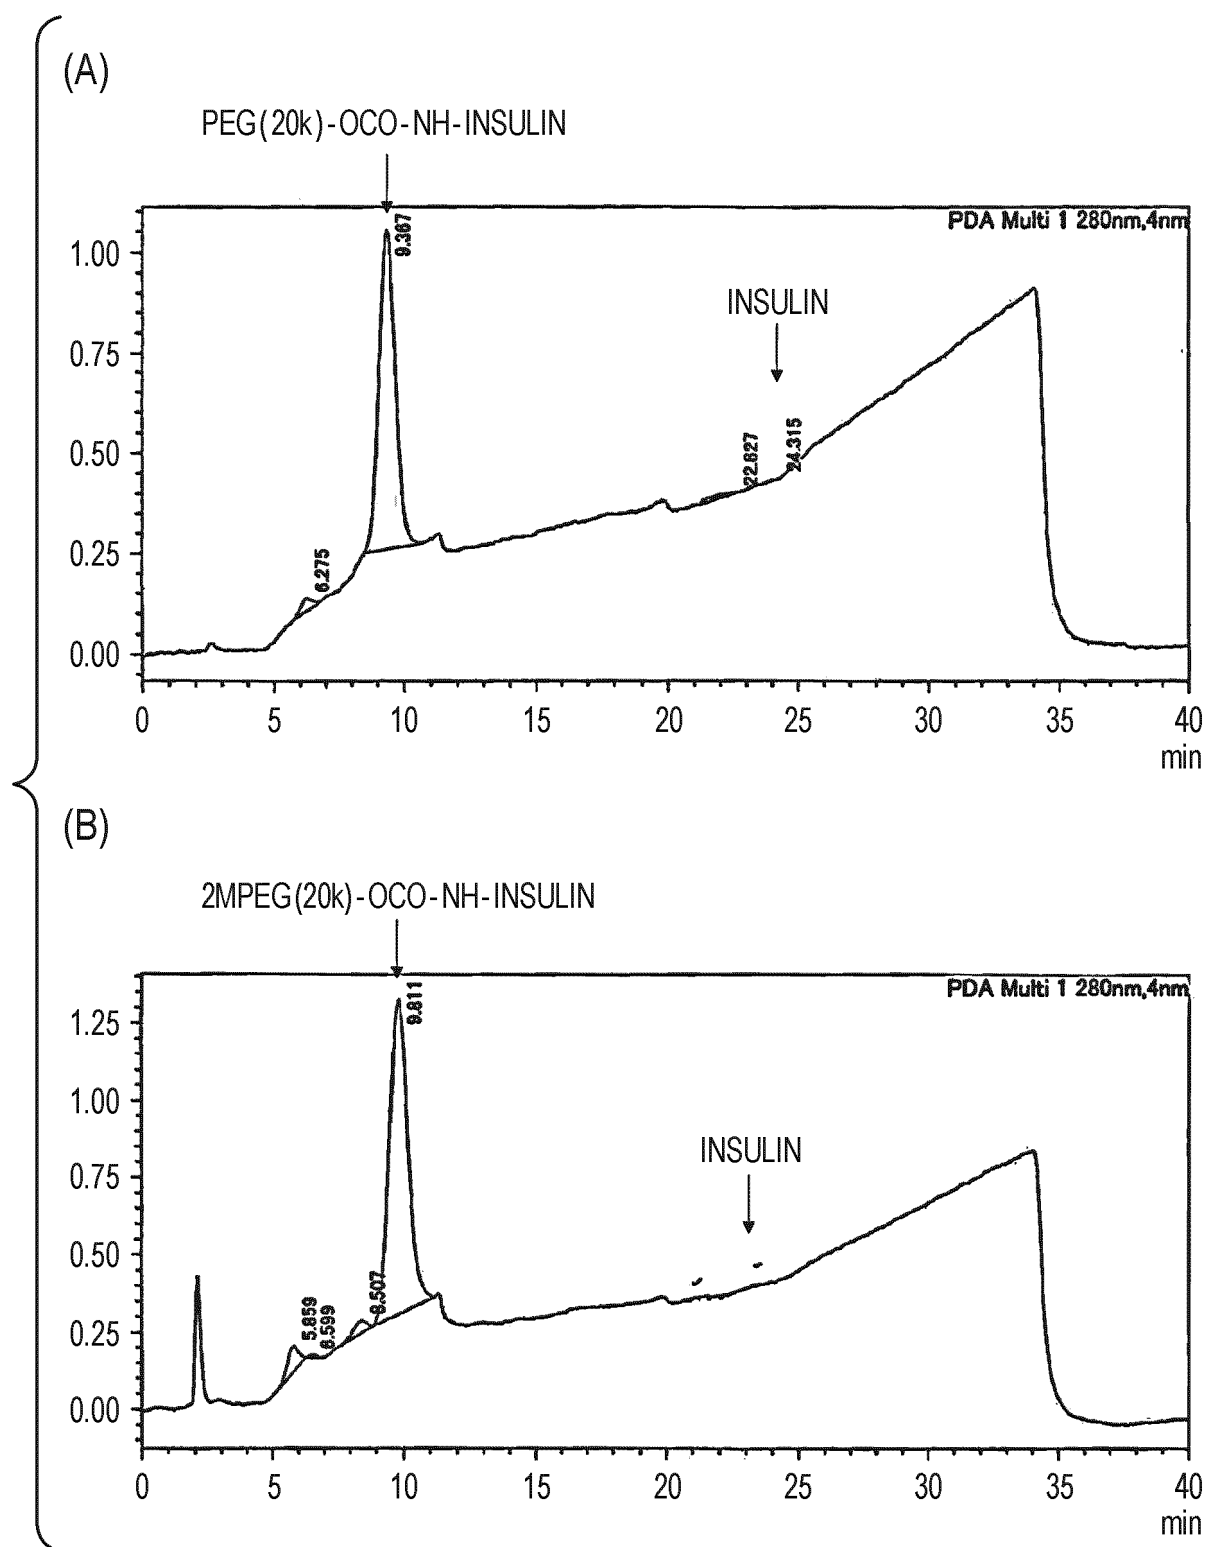 (A)
PEG(20k)-OCO-NH-INSULIN
PDA Multi 1 280nm,4nm
9.367
1.00
INSULIN
0.75
0.50
22.627
24.315
0.25
6.275
0.00
0 5 10 15 20 25 30 35 40
min
(B)
2MPEG(20k)-OCO-NH-INSULIN
PDA Multi 1 280nm,4nm
9.811
1.25
1.00
INSULIN
0.75
0.50
8.507
5.859
6.599
0.25
0.00
0 5 10 15 20 25 30 35 40
min